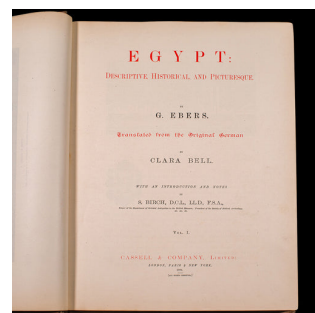 EGYPT:
DESCRIPTIVE, HISTORICAL, AND PICTURESQUE.
BY
G. EBERS.
Translated from the Original German
BY
CLARA BELL.
WITH AN INTRODUCTION AND NOTES
BY
S. BIRCH, D.C.L., LL.D., F.S.A.,
VOL. I.
CASSELL & COMPANY, LIMITED:
LONDON, PARIS & NEW YORK.